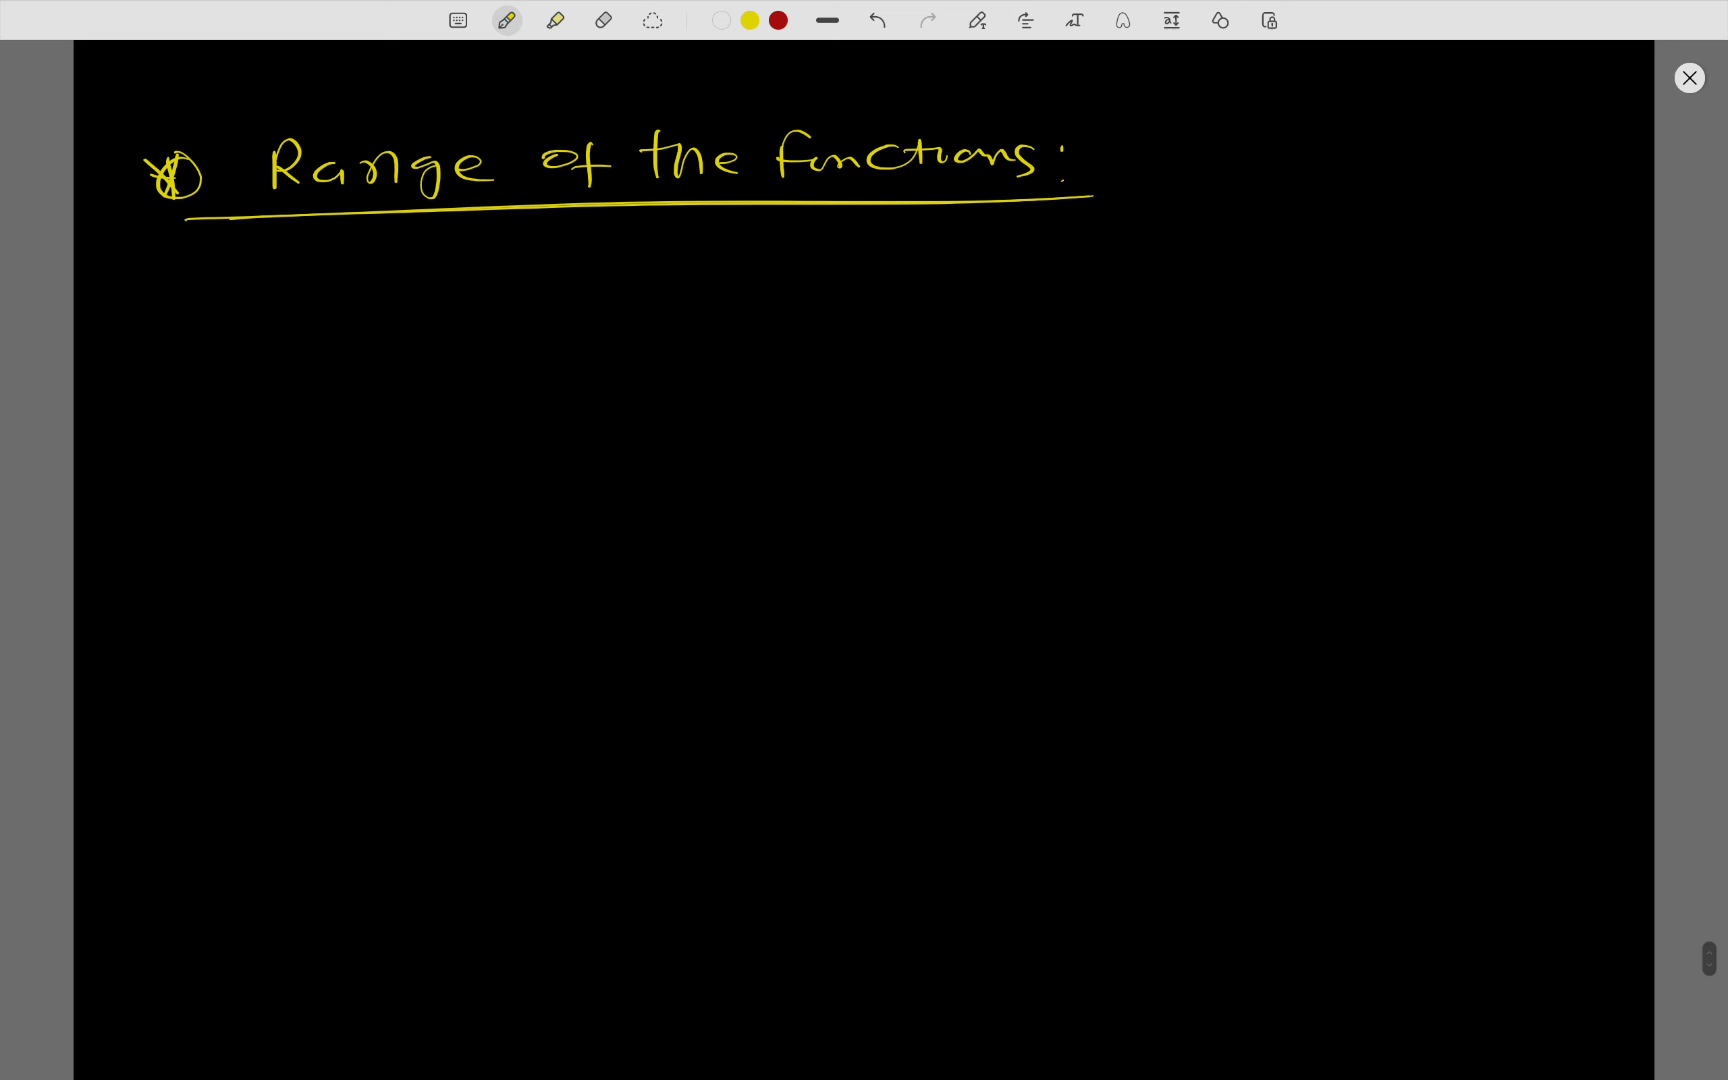 Range of the functions: